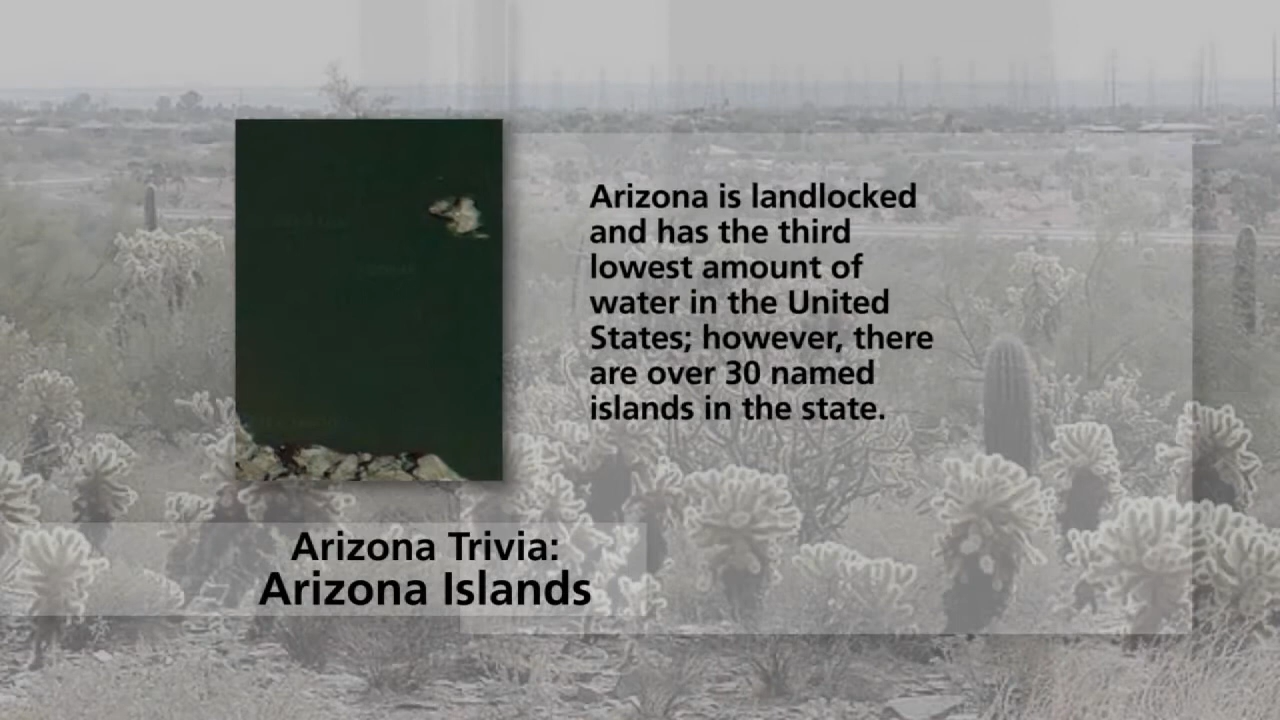 Arizona is landlocked
and has the third
lowest amount of
water in the United
States; however, there
are over 30 named
islands in the state.
Arizona Trivia:
Arizona Islands